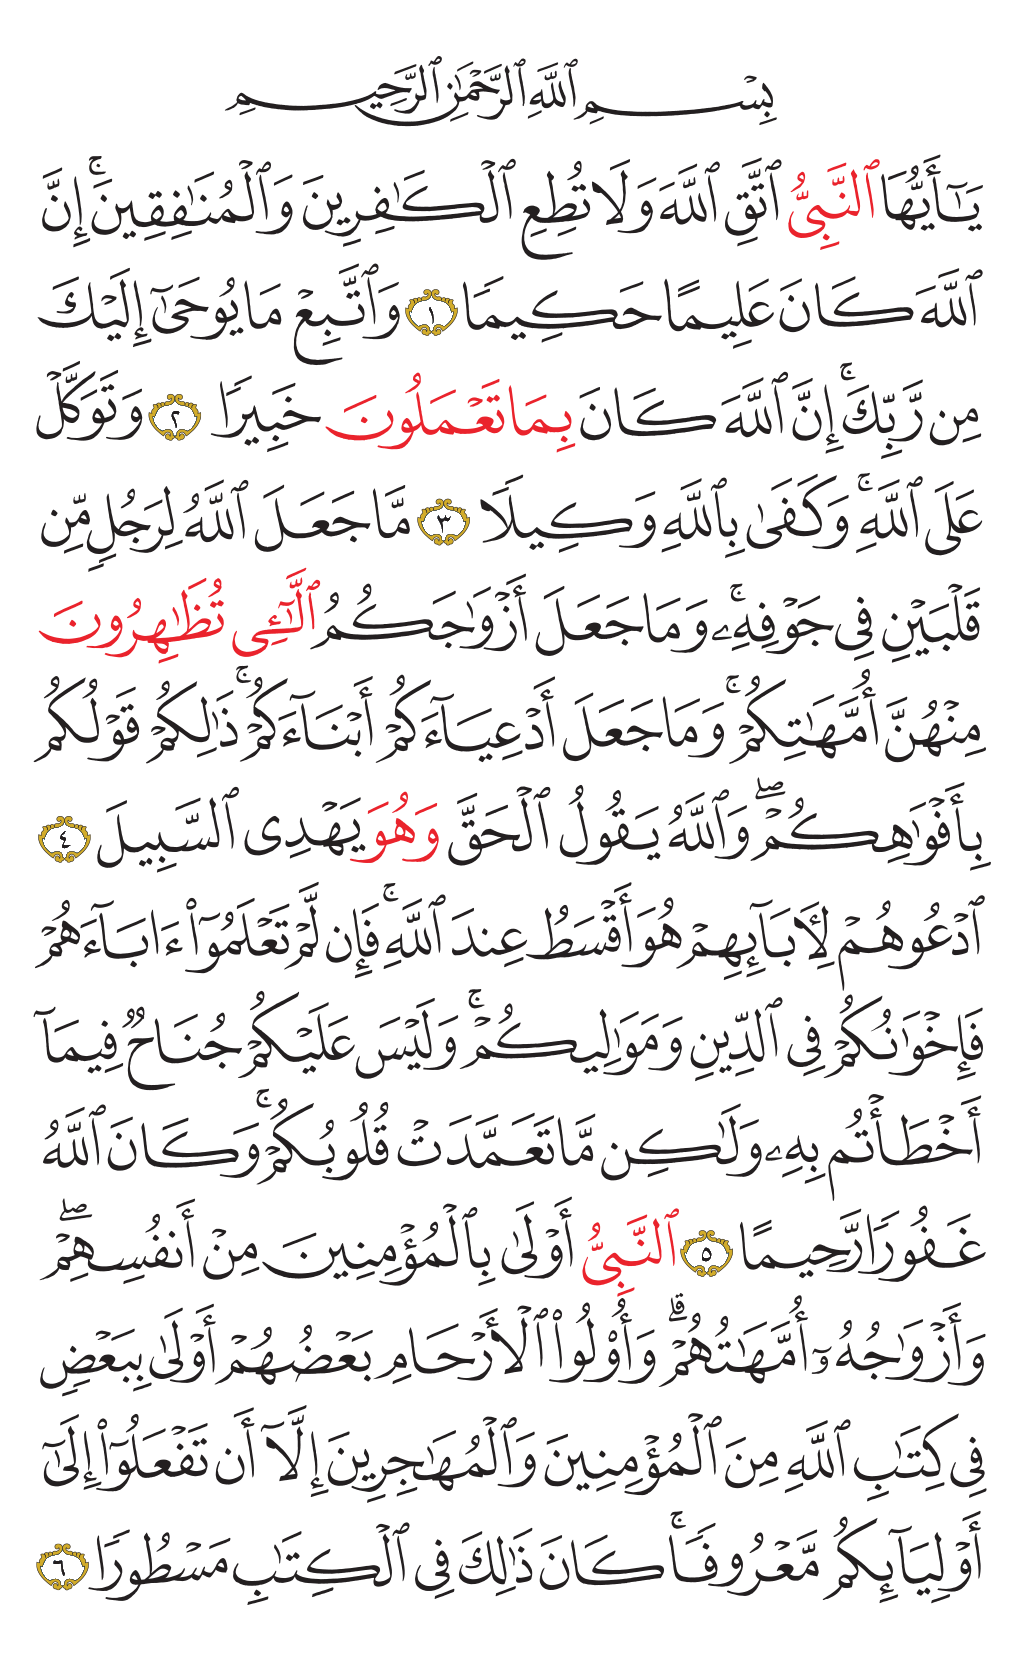 بِسْمِ ٱللَّهِ ٱلرَّحْمَٰنِ ٱلرَّحِيمِ
يَـٰٓأَيُّهَا ٱلنَّبِىُّ ٱتَّقِ ٱللَّهَ وَلَا تُطِعِ ٱلْكَـٰفِرِينَ وَٱلْمُنَـٰفِقِينَ ۚ إِنَّ
ٱللَّهَ كَانَ عَلِيمًا حَكِيمًا ١ وَٱتَّبِعْ مَا يُوحَىٰٓ إِلَيْكَ
مِن رَّبِّكَ ۚ إِنَّ ٱللَّهَ كَانَ بِمَا تَعْمَلُونَ خَبِيرًا ٢ وَتَوَكَّلْ
عَلَى ٱللَّهِ ۚ وَكَفَىٰ بِٱللَّهِ وَكِيلًا ٣ مَّا جَعَلَ ٱللَّهُ لِرَجُلٍ مِّن
قَلْبَيْنِ فِى جَوْفِهِۦ ۚ وَمَا جَعَلَ أَزْوَٰجَكُمُ ٱلَّـٰٓـِٔى تُظَـٰهِرُونَ
مِنْهُنَّ أُمَّهَـٰتِكُمْ ۚ وَمَا جَعَلَ أَدْعِيَآءَكُمْ أَبْنَآءَكُمْ ۚ ذَٰلِكُمْ قَوْلُكُم
بِأَفْوَٰهِكُمْ ۖ وَٱللَّهُ يَقُولُ ٱلْحَقَّ وَهُوَ يَهْدِى ٱلسَّبِيلَ ٤
ٱدْعُوهُمْ لِـَٔابَآئِهِمْ هُوَ أَقْسَطُ عِندَ ٱللَّهِ ۚ فَإِن لَّمْ تَعْلَمُوٓا۟ ءَابَآءَهُمْ
فَإِخْوَٰنُكُمْ فِى ٱلدِّينِ وَمَوَٰلِيكُمْ ۚ وَلَيْسَ عَلَيْكُمْ جُنَاحٌ فِيمَآ
أَخْطَأْتُم بِهِۦ وَلَـٰكِن مَّا تَعَمَّدَتْ قُلُوبُكُمْ ۚ وَكَانَ ٱللَّهُ
غَفُورًا رَّحِيمًا ٥ ٱلنَّبِىُّ أَوْلَىٰ بِٱلْمُؤْمِنِينَ مِنْ أَنفُسِهِمْ ۖ
وَأَزْوَٰجُهُۥٓ أُمَّهَـٰتُهُمْ ۗ وَأُو۟لُوا۟ ٱلْأَرْحَامِ بَعْضُهُمْ أَوْلَىٰ بِبَعْضٍ
فِى كِتَـٰبِ ٱللَّهِ مِنَ ٱلْمُؤْمِنِينَ وَٱلْمُهَـٰجِرِينَ إِلَّآ أَن تَفْعَلُوٓا۟ إِلَىٰٓ
أَوْلِيَآئِكُم مَّعْرُوفًا ۚ كَانَ ذَٰلِكَ فِى ٱلْكِتَـٰبِ مَسْطُورًا ٦